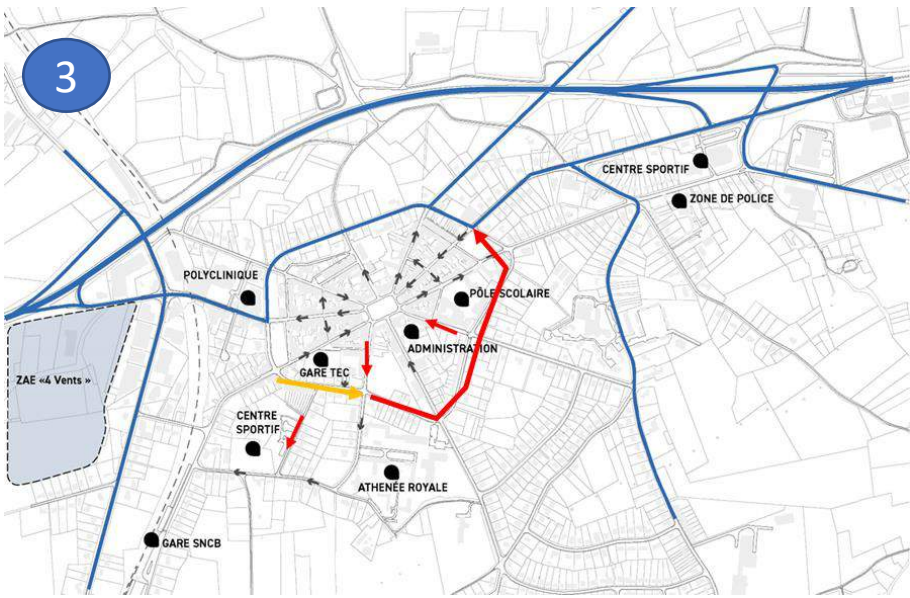 3
CENTRE SPORTIF
ZONE DE POLICE
POLYCLINIQUE
PÔLE SCOLAIRE
ADMINISTRATION
GARE TEC
ZAE «4 Vents »
CENTRE
SPORTIF
ATHENÉE ROYALE
GARE SNCB